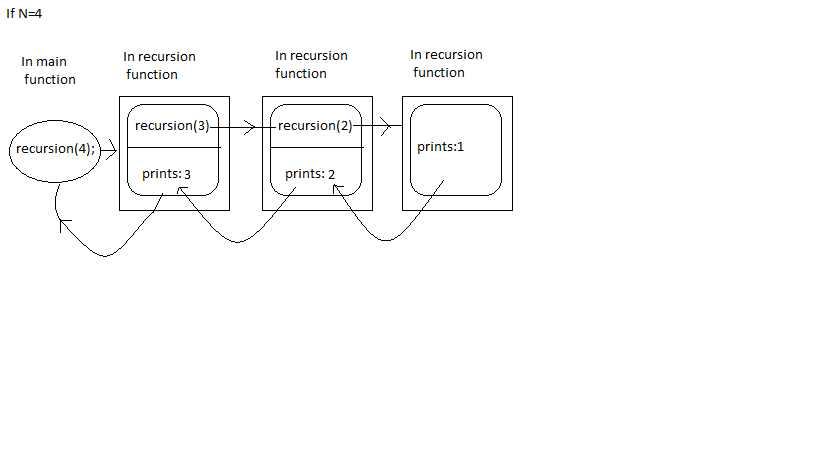 If N=4
In main
function
In recursion
function
In recursion
function
In recursion
function
recursion(4);
recursion(3)
prints: 3
recursion(2)
prints: 2
prints:1